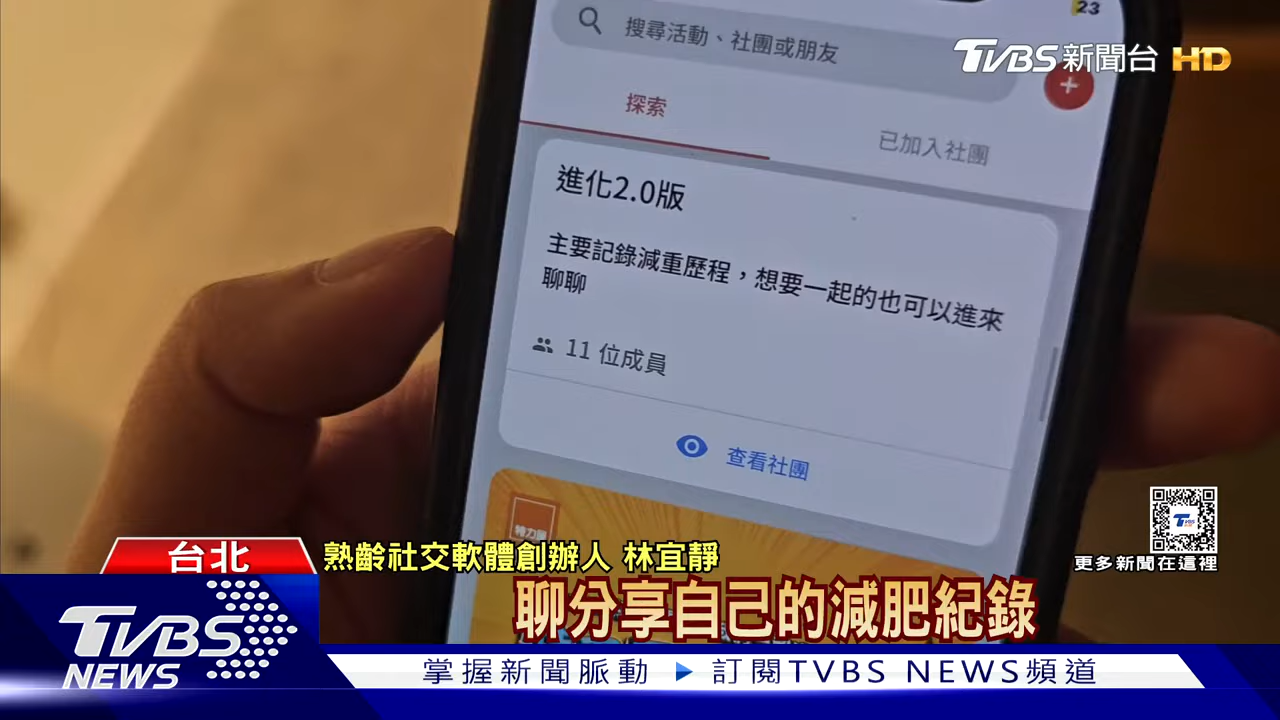 23
搜尋活動、社團或朋友
TVBS新聞台 HD
探索
已加入社團
進化2.0版
主要記錄減重歷程，想要一起的也可以進來
聊聊
11 位成員
查看社團
台北
熟齡社交軟體創辦人 林宜靜
更多新聞在這裡
聊分享自己的減肥紀錄
TVBS
NEWS
掌握新聞脈動 ▶ 訂閱TVBS NEWS頻道